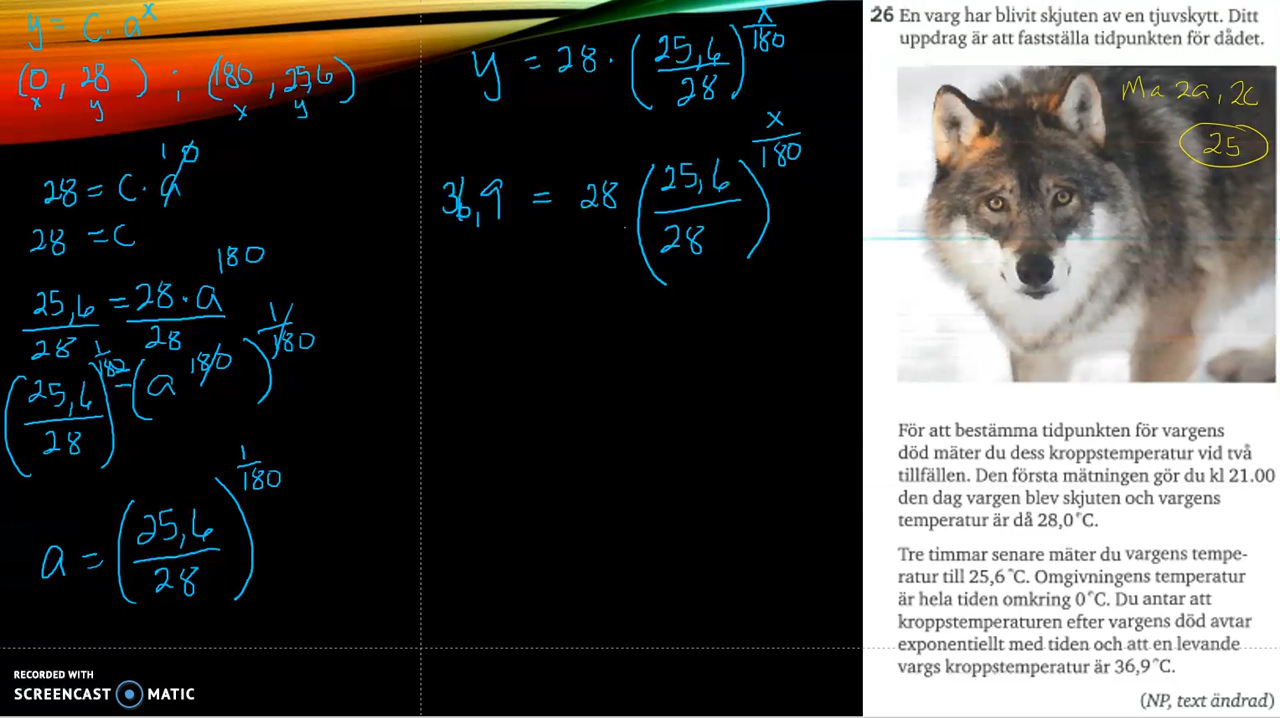 y = C · a^x
(0, 28) ; (180, 25,6)
x y x y
28 = C · a^0 1
28 = C
25,6/28 = 28 · a^180/28
(25,6/28)^1/180 = (a^180)^1/180
a = (25,6/28)^1/180
y = 28 · (25,6/28)^x/180
36,9 = 28 (25,6/28)^x/180
RECORDED WITH
SCREENCAST MATIC
26 En varg har blivit skjuten av en tjuvskytt. Ditt
uppdrag är att fastställa tidpunkten för dådet.
Ma 2a, 2c
25
För att bestämma tidpunkten för vargens
död mäter du dess kroppstemperatur vid två
tillfällen. Den första mätningen gör du kl 21.00
den dag vargen blev skjuten och vargens
temperatur är då 28,0 °C.
Tre timmar senare mäter du vargens tempe-
ratur till 25,6 °C. Omgivningens temperatur
är hela tiden omkring 0 °C. Du antar att
kroppstemperaturen efter vargens död avtar
exponentiellt med tiden och att en levande
vargs kroppstemperatur är 36,9 °C.
(NP, text ändrad)